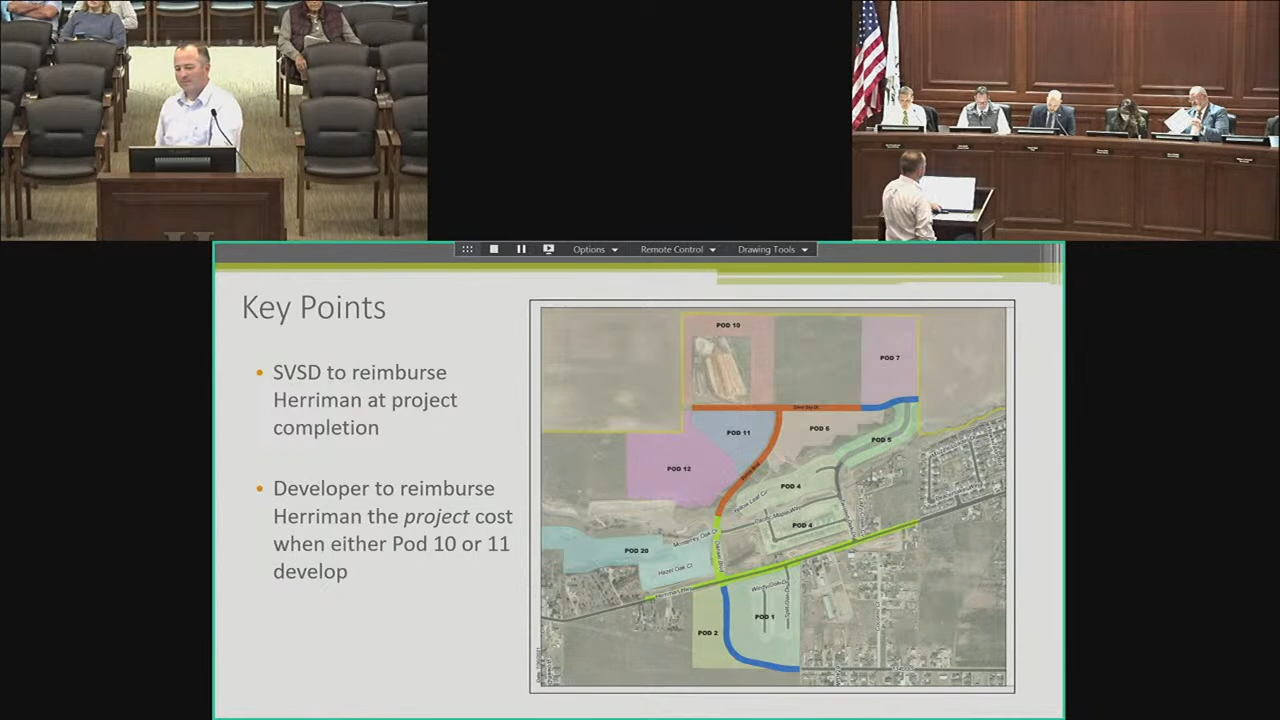 Options
Remote Control
Drawing Tools
Key Points
• SVSD to reimburse
Herriman at project
completion
• Developer to reimburse
Herriman the project cost
when either Pod 10 or 11
develop
POD 10
POD 7
POD 11
POD 6
POD 5
POD 12
POD 4
POD 4
POD 20
Hazel Oak Ct
POD 1
POD 2